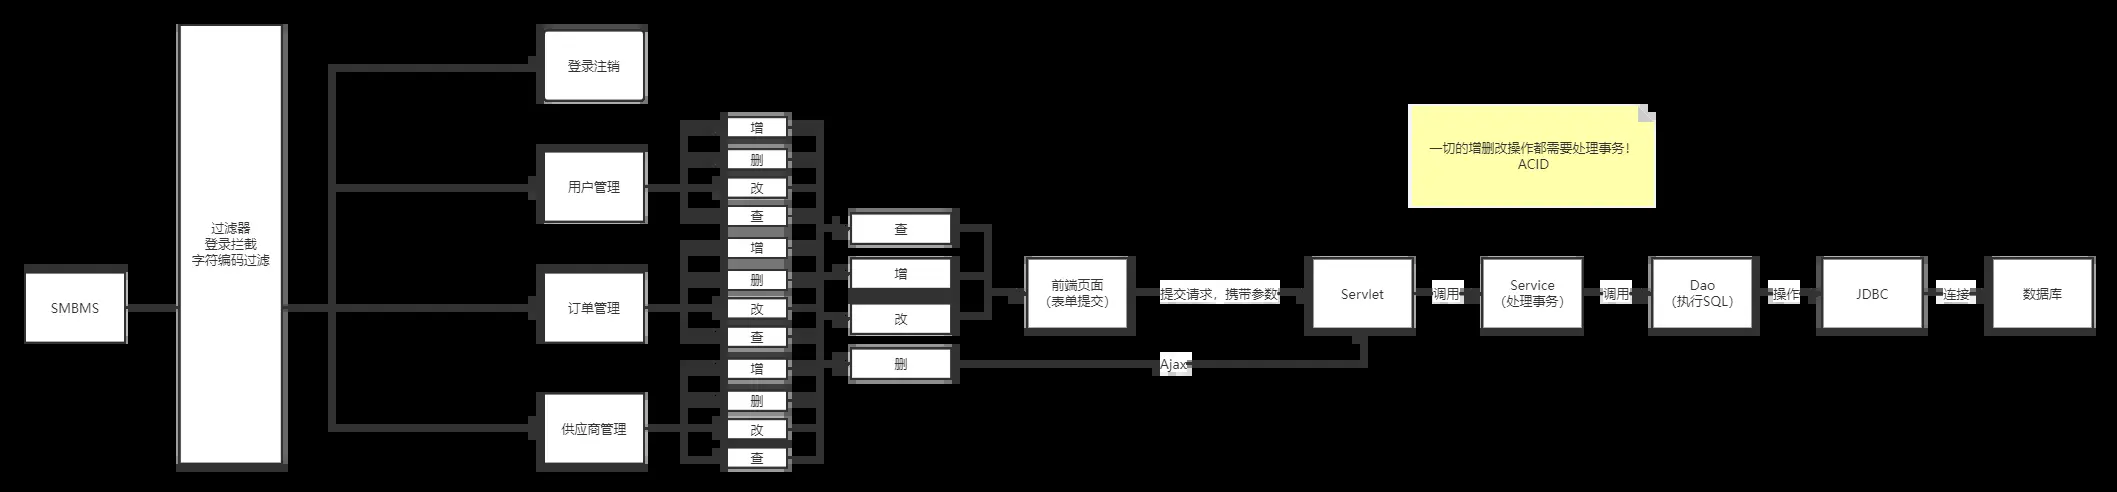 SMBMS
过滤器
登录拦截
字符编码过滤
登录注销
用户管理
订单管理
供应商管理
增
删
改
查
增
删
改
查
增
删
改
查
查
增
改
删
前端页面
（表单提交）
提交请求，携带参数
Ajax
Servlet
调用
Service
（处理事务）
调用
Dao
（执行SQL）
操作
JDBC
连接
数据库
一切的增删改操作都需要处理事务！
ACID